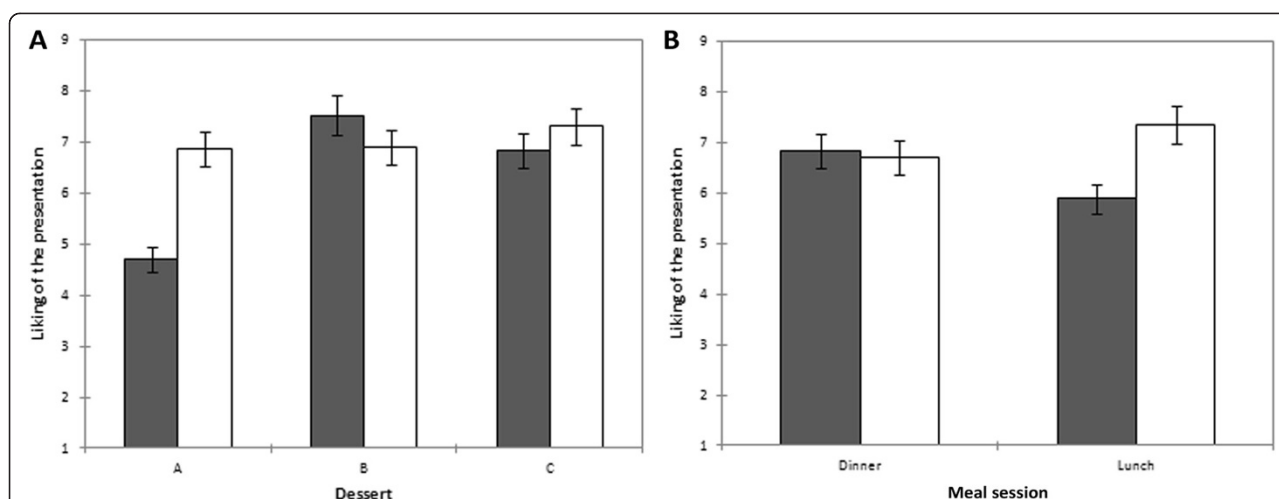 A
Liking of the presentation
9
8
7
6
5
4
3
2
1
A B C
Dessert
B
Liking of the presentation
9
8
7
6
5
4
3
2
1
Dinner Lunch
Meal session